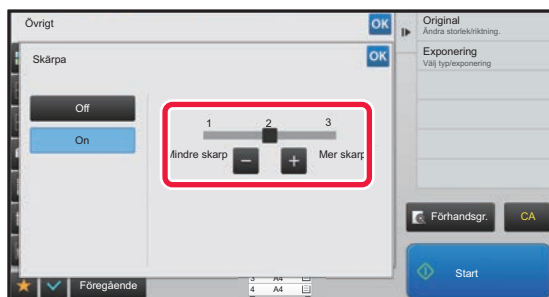 Övrigt
OK
Skärpa
OK
Off
On
1 2 3
Mindre skarp
− +
Mer skarp
Original
Ändra storlek/riktning.
Exponering
Välj typ/exponering
Förhandsgr.
CA
Start
Föregående
3 A4
4 A4